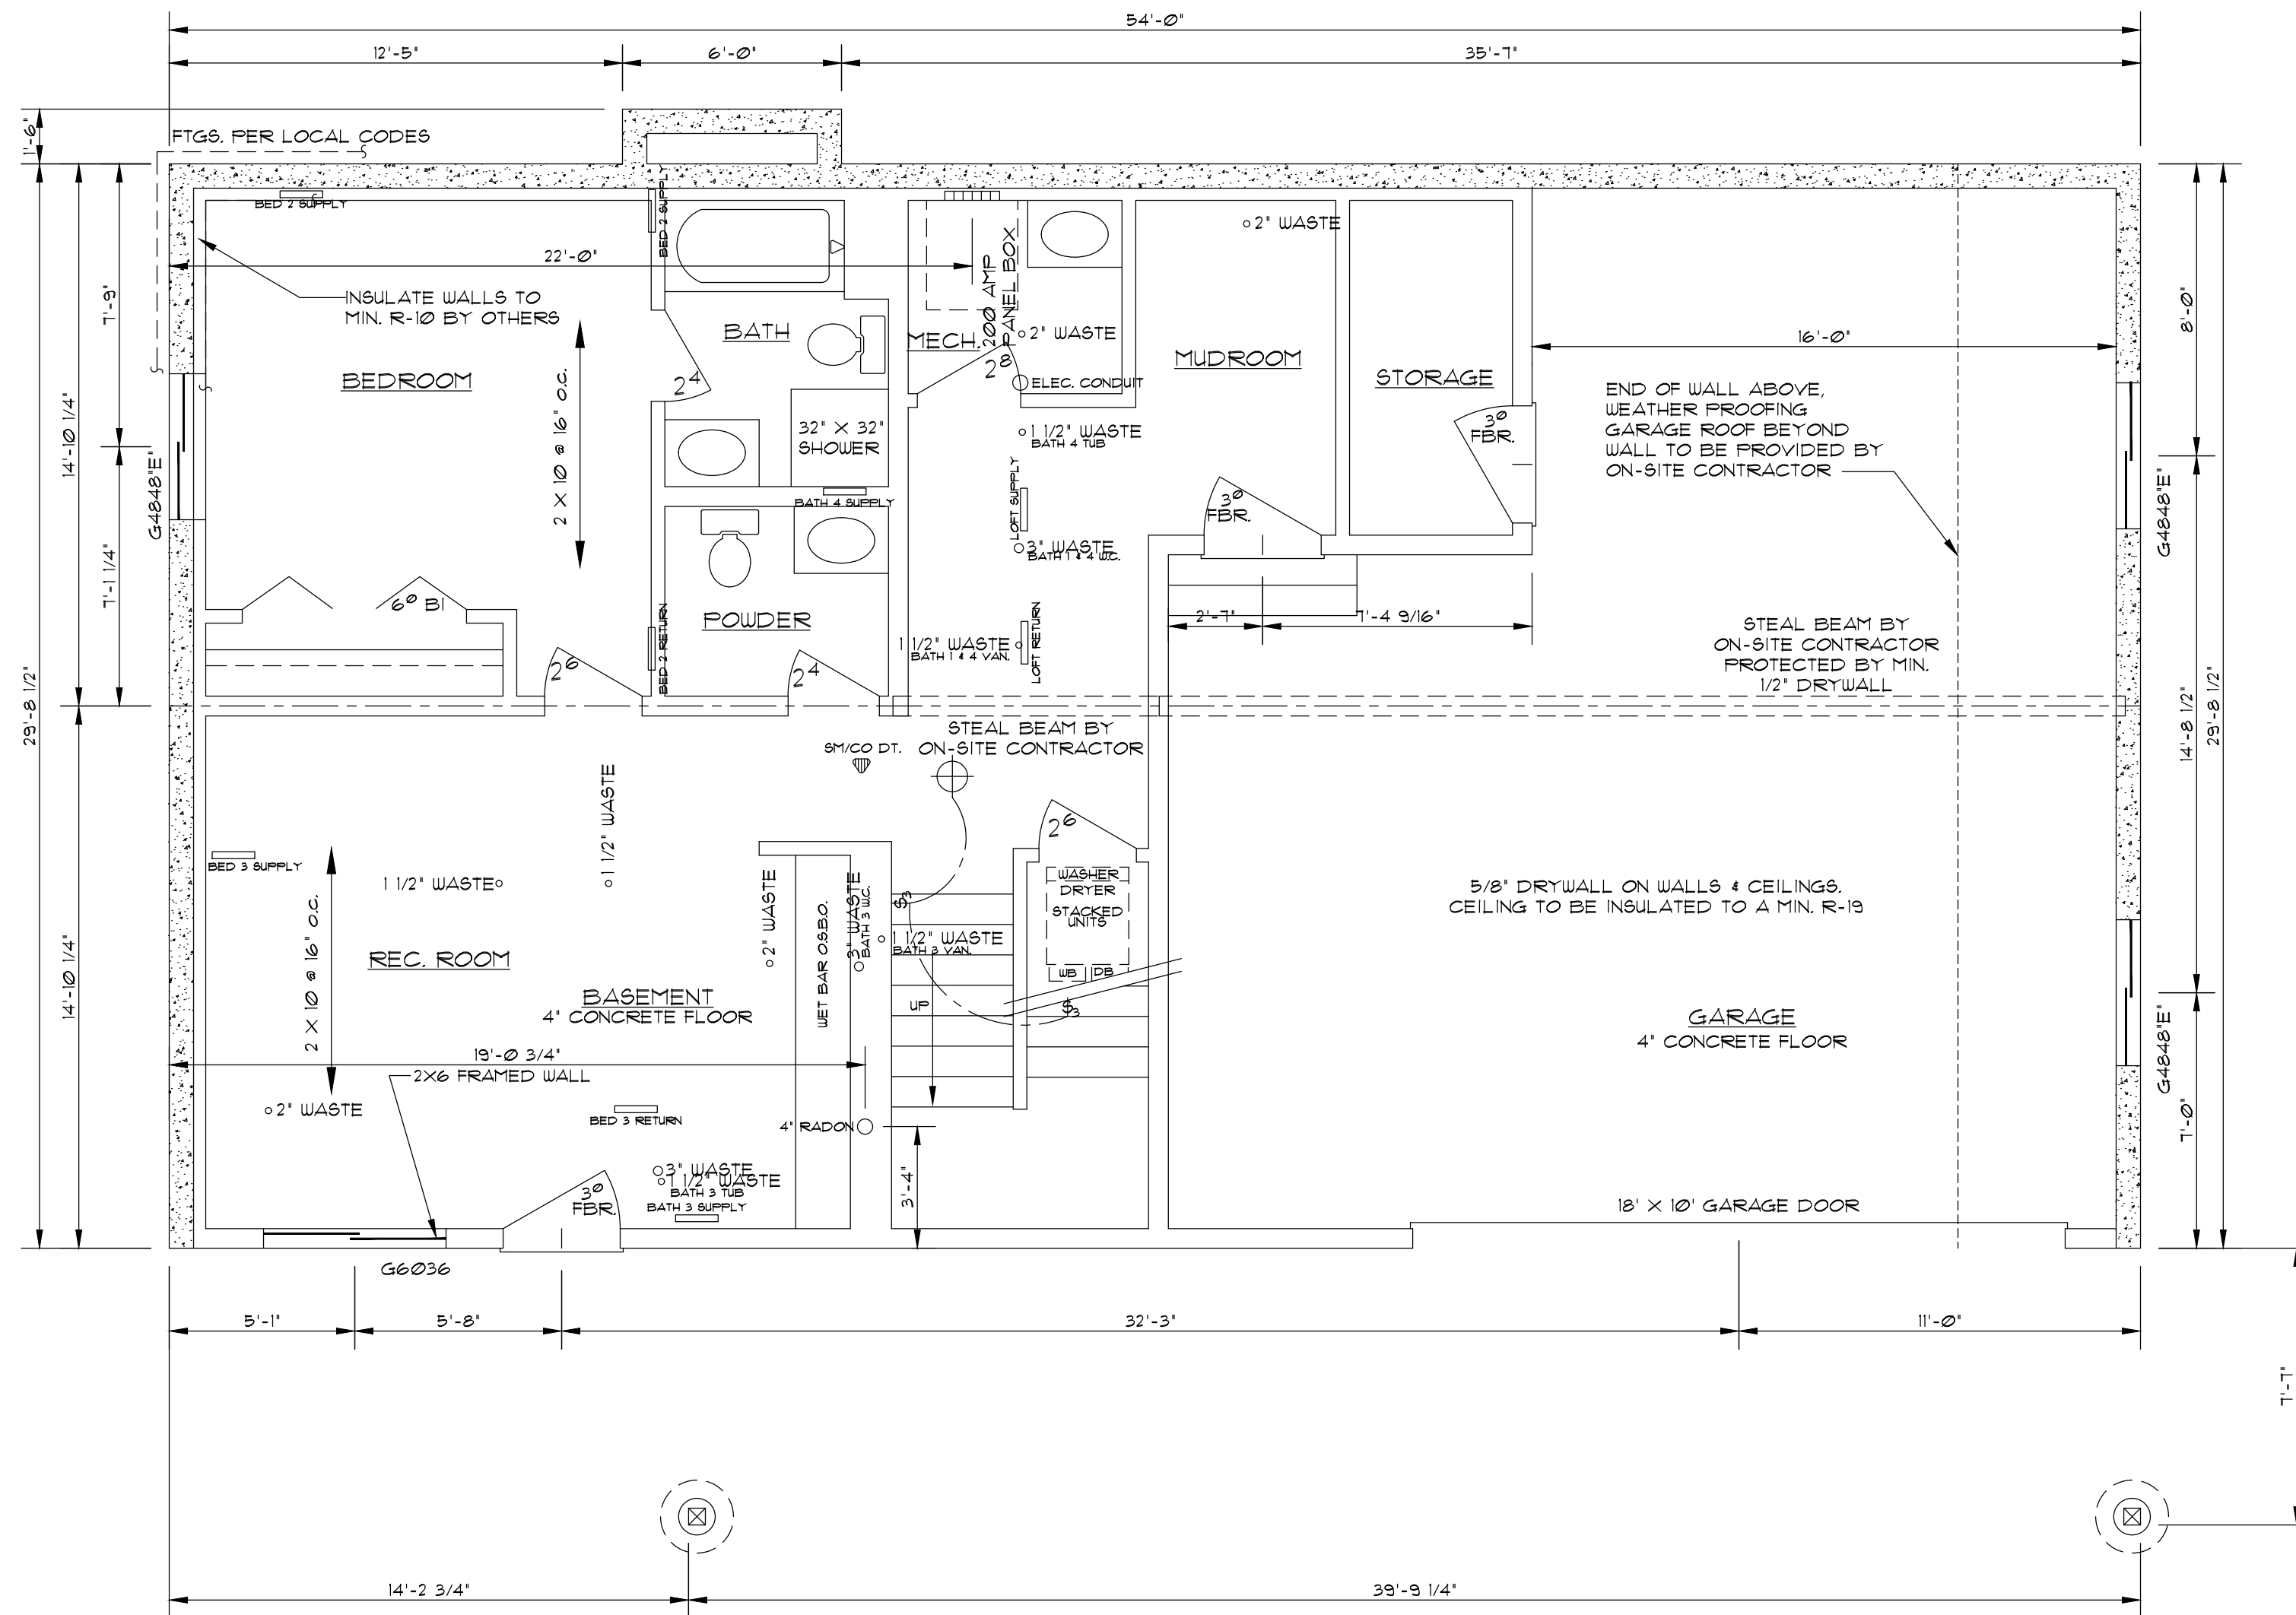 54'-0"
12'-5"
6'-0"
35'-7"
1'-6"
FTGS. PER LOCAL CODES
BED 2 SUPPLY
BED 2 SUPPLY
22'-0"
INSULATE WALLS TO
MIN. R-10 BY OTHERS
7'-9"
14'-10 1/4"
7'-1 1/4"
29'-8 1/2"
14'-10 1/4"
G4848"E"
BEDROOM
2 X 10 @ 16" O.C.
6⁰ BI
2⁶
BED 2 RETURN
BATH
2⁴
32" X 32"
SHOWER
BATH 4 SUPPLY
POWDER
2⁴
MECH.
200 AMP
PANEL BOX
2⁸
2" WASTE
ELEC. CONDUIT
1 1/2" WASTE
BATH 4 TUB
LOFT SUPPLY
3" WASTE
BATH 1 & 4 W.C.
1 1/2" WASTE
BATH 1 & 4 VAN.
LOFT RETURN
2" WASTE
MUDROOM
3⁰
FBR.
STORAGE
3⁰
FBR.
2'-7"
7'-4 9/16"
16'-0"
END OF WALL ABOVE,
WEATHER PROOFING
GARAGE ROOF BEYOND
WALL TO BE PROVIDED BY
ON-SITE CONTRACTOR
8'-0"
G4848"E"
STEAL BEAM BY
ON-SITE CONTRACTOR
PROTECTED BY MIN.
1/2" DRYWALL
14'-8 1/2"
29'-8 1/2"
STEAL BEAM BY
ON-SITE CONTRACTOR
SM/CO DT.
1 1/2" WASTE
BED 3 SUPPLY
1 1/2" WASTE
2 X 10 @ 16" O.C.
REC. ROOM
BASEMENT
4" CONCRETE FLOOR
2" WASTE
WET BAR O.S.B.O.
3" WASTE
BATH 3 W.C.
$3
1 1/2" WASTE
BATH 3 VAN.
UP
2⁶
WASHER
DRYER
STACKED
UNITS
WB
DB
$3
5/8" DRYWALL ON WALLS & CEILINGS.
CEILING TO BE INSULATED TO A MIN. R-19
GARAGE
4" CONCRETE FLOOR
G4848"E"
7'-0"
19'-0 3/4"
2X6 FRAMED WALL
2" WASTE
BED 3 RETURN
4" RADON
3'-4"
3" WASTE
1 1/2" WASTE
BATH 3 TUB
BATH 3 SUPPLY
3⁰
FBR.
18' X 10' GARAGE DOOR
G6036
5'-1"
5'-8"
32'-3"
11'-0"
7'-7"
14'-2 3/4"
39'-9 1/4"